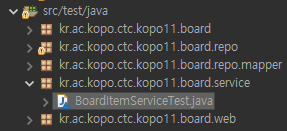 src/test/java
kr.ac.kopo.ctc.kopo11.board
kr.ac.kopo.ctc.kopo11.board.repo
kr.ac.kopo.ctc.kopo11.board.repo.mapper
kr.ac.kopo.ctc.kopo11.board.service
BoarditemServiceTest.java
kr.ac.kopo.ctc.kopo11.board.web